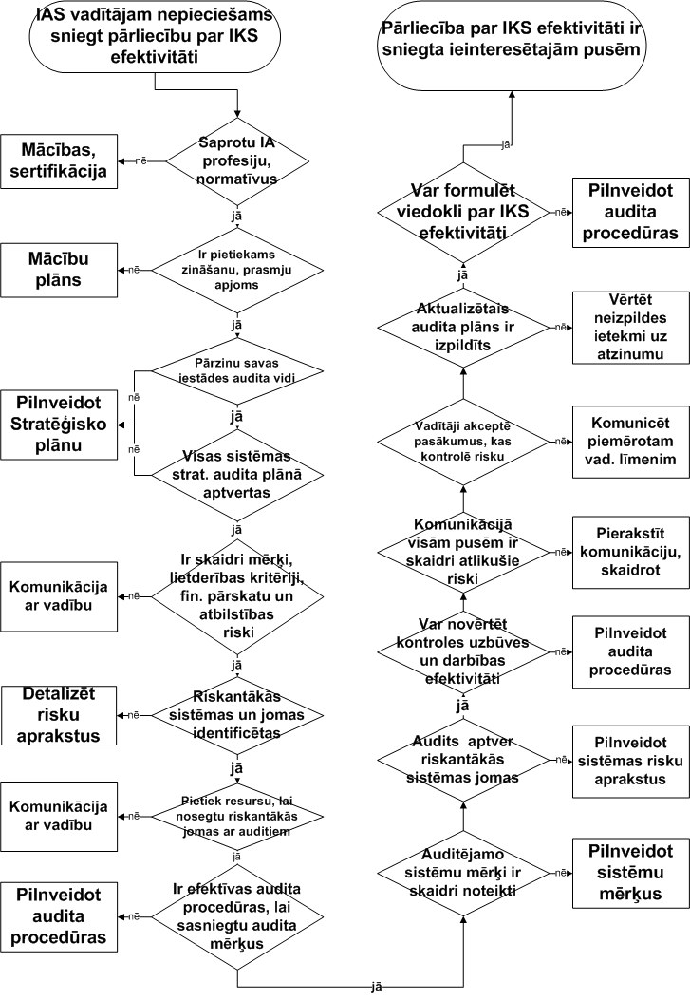 IAS vadītājam nepieciešams
sniegt pārliecību par IKS
efektivitāti
Saprotu IA
profesiju,
normatīvus
nē
Mācības,
sertifikācija
jā
Ir pietiekams
zināšanu, prasmju
apjoms
nē
Mācību
plāns
jā
Pārzinu savas
iestādes audita vidi
nē
Pilnveidot
Stratēģisko
plānu
jā
Visas sistēmas
strat. audita plānā
aptvertas
nē
jā
Ir skaidri mērķi,
lietderības kritēriji,
fin. pārskatu un
atbilstības
riski
nē
Komunikācija
ar vadību
jā
Riskantākās
sistēmas un jomas
identificētas
nē
Detalizēt
risku
aprakstus
jā
Pietiek resursu, lai
nosegtu riskantākās
jomas ar auditiem
nē
Komunikācija
ar vadību
jā
Ir efektīvas audita
procedūras, lai
sasniegtu audita
mērķus
nē
Pilnveidot
audita
procedūras
jā
Auditējamo
sistēmu mērķi ir
skaidri noteikti
nē
Pilnveidot
sistēmu
mērķus
Audits aptver
riskantākās
sistēmas jomas
nē
Pilnveidot
sistēmas risku
aprakstus
jā
Var novērtēt
kontroles uzbūves
un darbības
efektivitāti
nē
Pilnveidot
audita
procedūras
Komunikācijā
visām pusēm ir
skaidri atlikušie
riski
nē
Pierakstīt
komunikāciju,
skaidrot
Vadītāji akceptē
pasākumus, kas
kontrolē risku
nē
Komunicēt
piemērotam
vad. līmenim
Aktualizētais
audita plāns ir
izpildīts
nē
Vērtēt
neizpildes
ietekmi uz
atzinumu
jā
Var formulēt
viedokli par IKS
efektivitāti
nē
Pilnveidot
audita
procedūras
jā
Pārliecība par IKS efektivitāti ir
sniegta ieinteresētajām pusēm